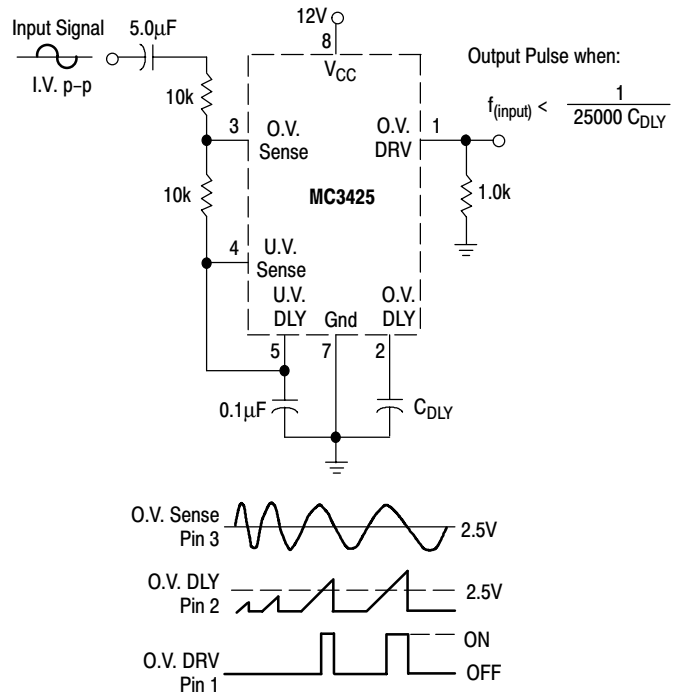 Input Signal
I.V. p–p
5.0μF
10k
10k
12V
8
VCC
3
O.V.
Sense
O.V.
DRV
1
MC3425
4
U.V.
Sense
U.V.
DLY
Gnd
O.V.
DLY
5
7
2
0.1μF
CDLY
1.0k
Output Pulse when:
f(input) < 1
25000 CDLY
O.V. Sense
Pin 3
2.5V
O.V. DLY
Pin 2
2.5V
O.V. DRV
Pin 1
ON
OFF